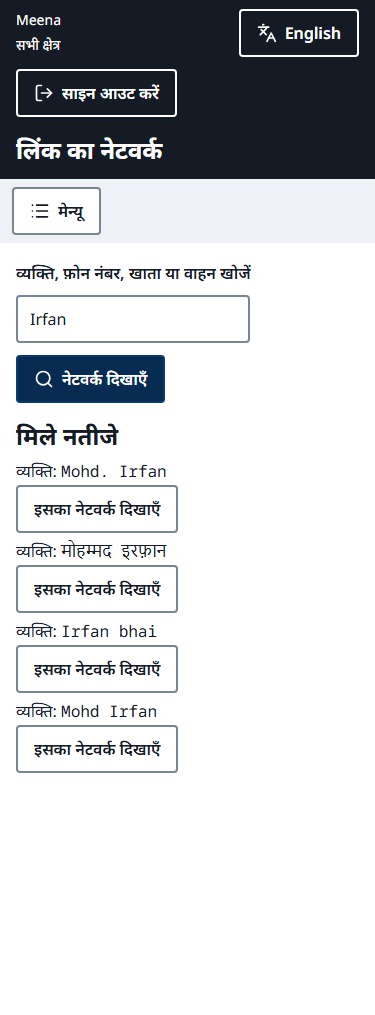 Meena
सभी क्षेत्र
English
साइन आउट करें
लिंक का नेटवर्क
मेन्यू
व्यक्ति, फ़ोन नंबर, खाता या वाहन खोजें
Irfan
नेटवर्क दिखाएँ
मिले नतीजे
व्यक्ति: Mohd. Irfan
इसका नेटवर्क दिखाएँ
व्यक्ति: मोहम्मद इरफ़ान
इसका नेटवर्क दिखाएँ
व्यक्ति: Irfan bhai
इसका नेटवर्क दिखाएँ
व्यक्ति: Mohd Irfan
इसका नेटवर्क दिखाएँ